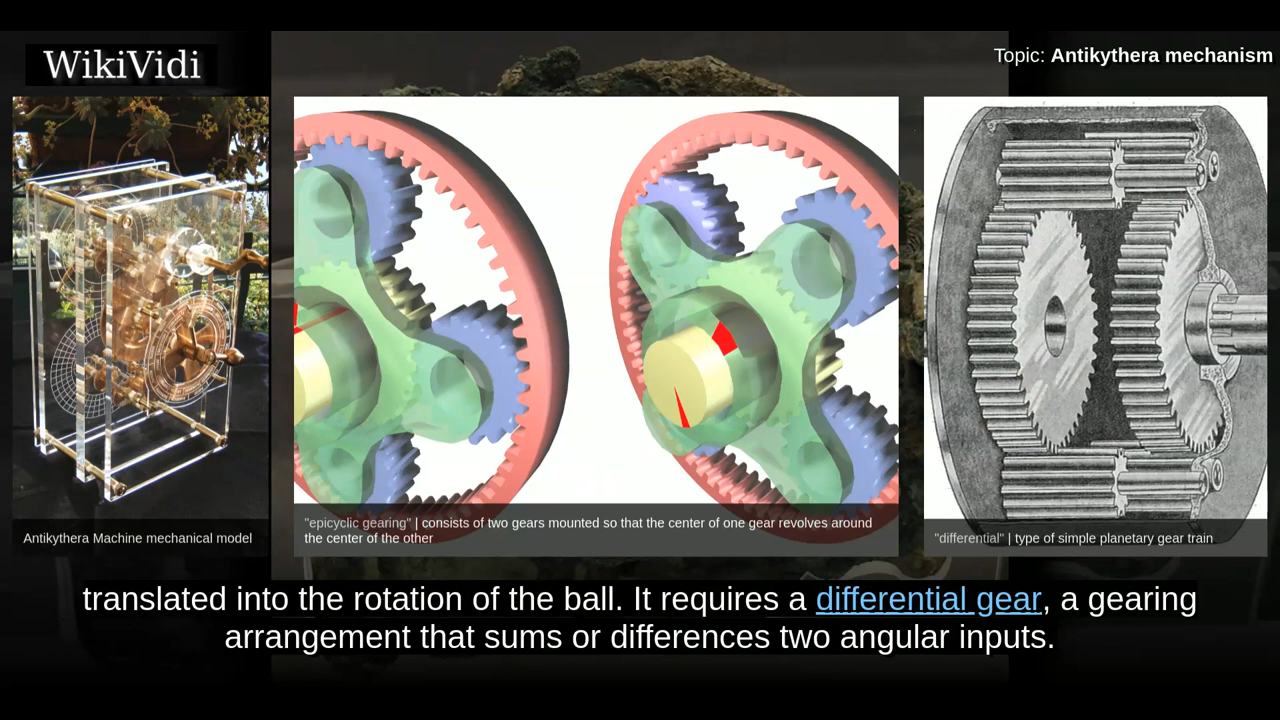 WikiVidi
Topic: Antikythera mechanism
Antikythera Machine mechanical model
"epicyclic gearing" | consists of two gears mounted so that the center of one gear revolves around
the center of the other
"differential" | type of simple planetary gear train
translated into the rotation of the ball. It requires a differential gear, a gearing
arrangement that sums or differences two angular inputs.